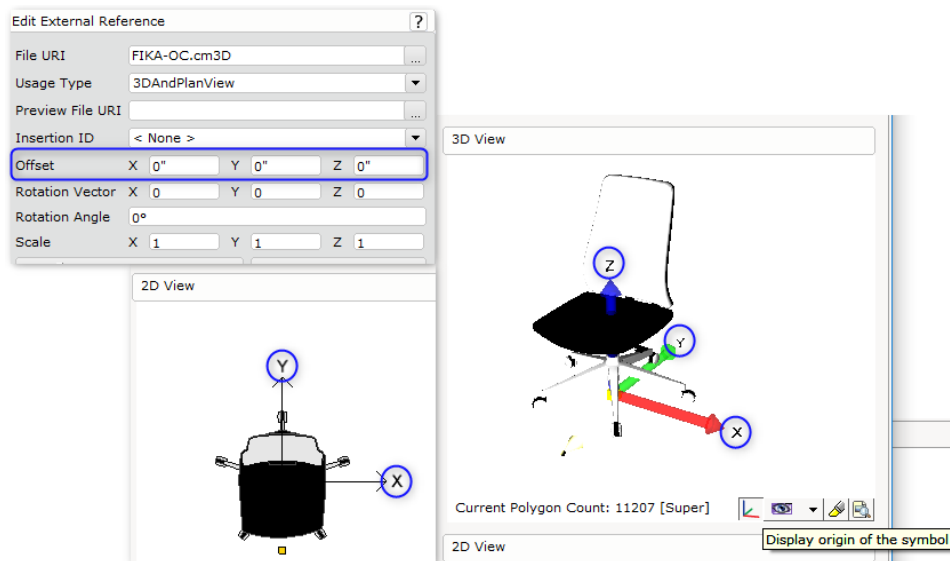 Edit External Reference ?
File URI FIKA-OC.cm3D ...
Usage Type 3DAndPlanView
Preview File URI ...
Insertion ID < None >
Offset X 0" Y 0" Z 0"
Rotation Vector X 0 Y 0 Z 0
Rotation Angle 0°
Scale X 1 Y 1 Z 1
2D View
Y
X
3D View
Z
Y
X
Current Polygon Count: 11207 [Super]
Display origin of the symbol
2D View